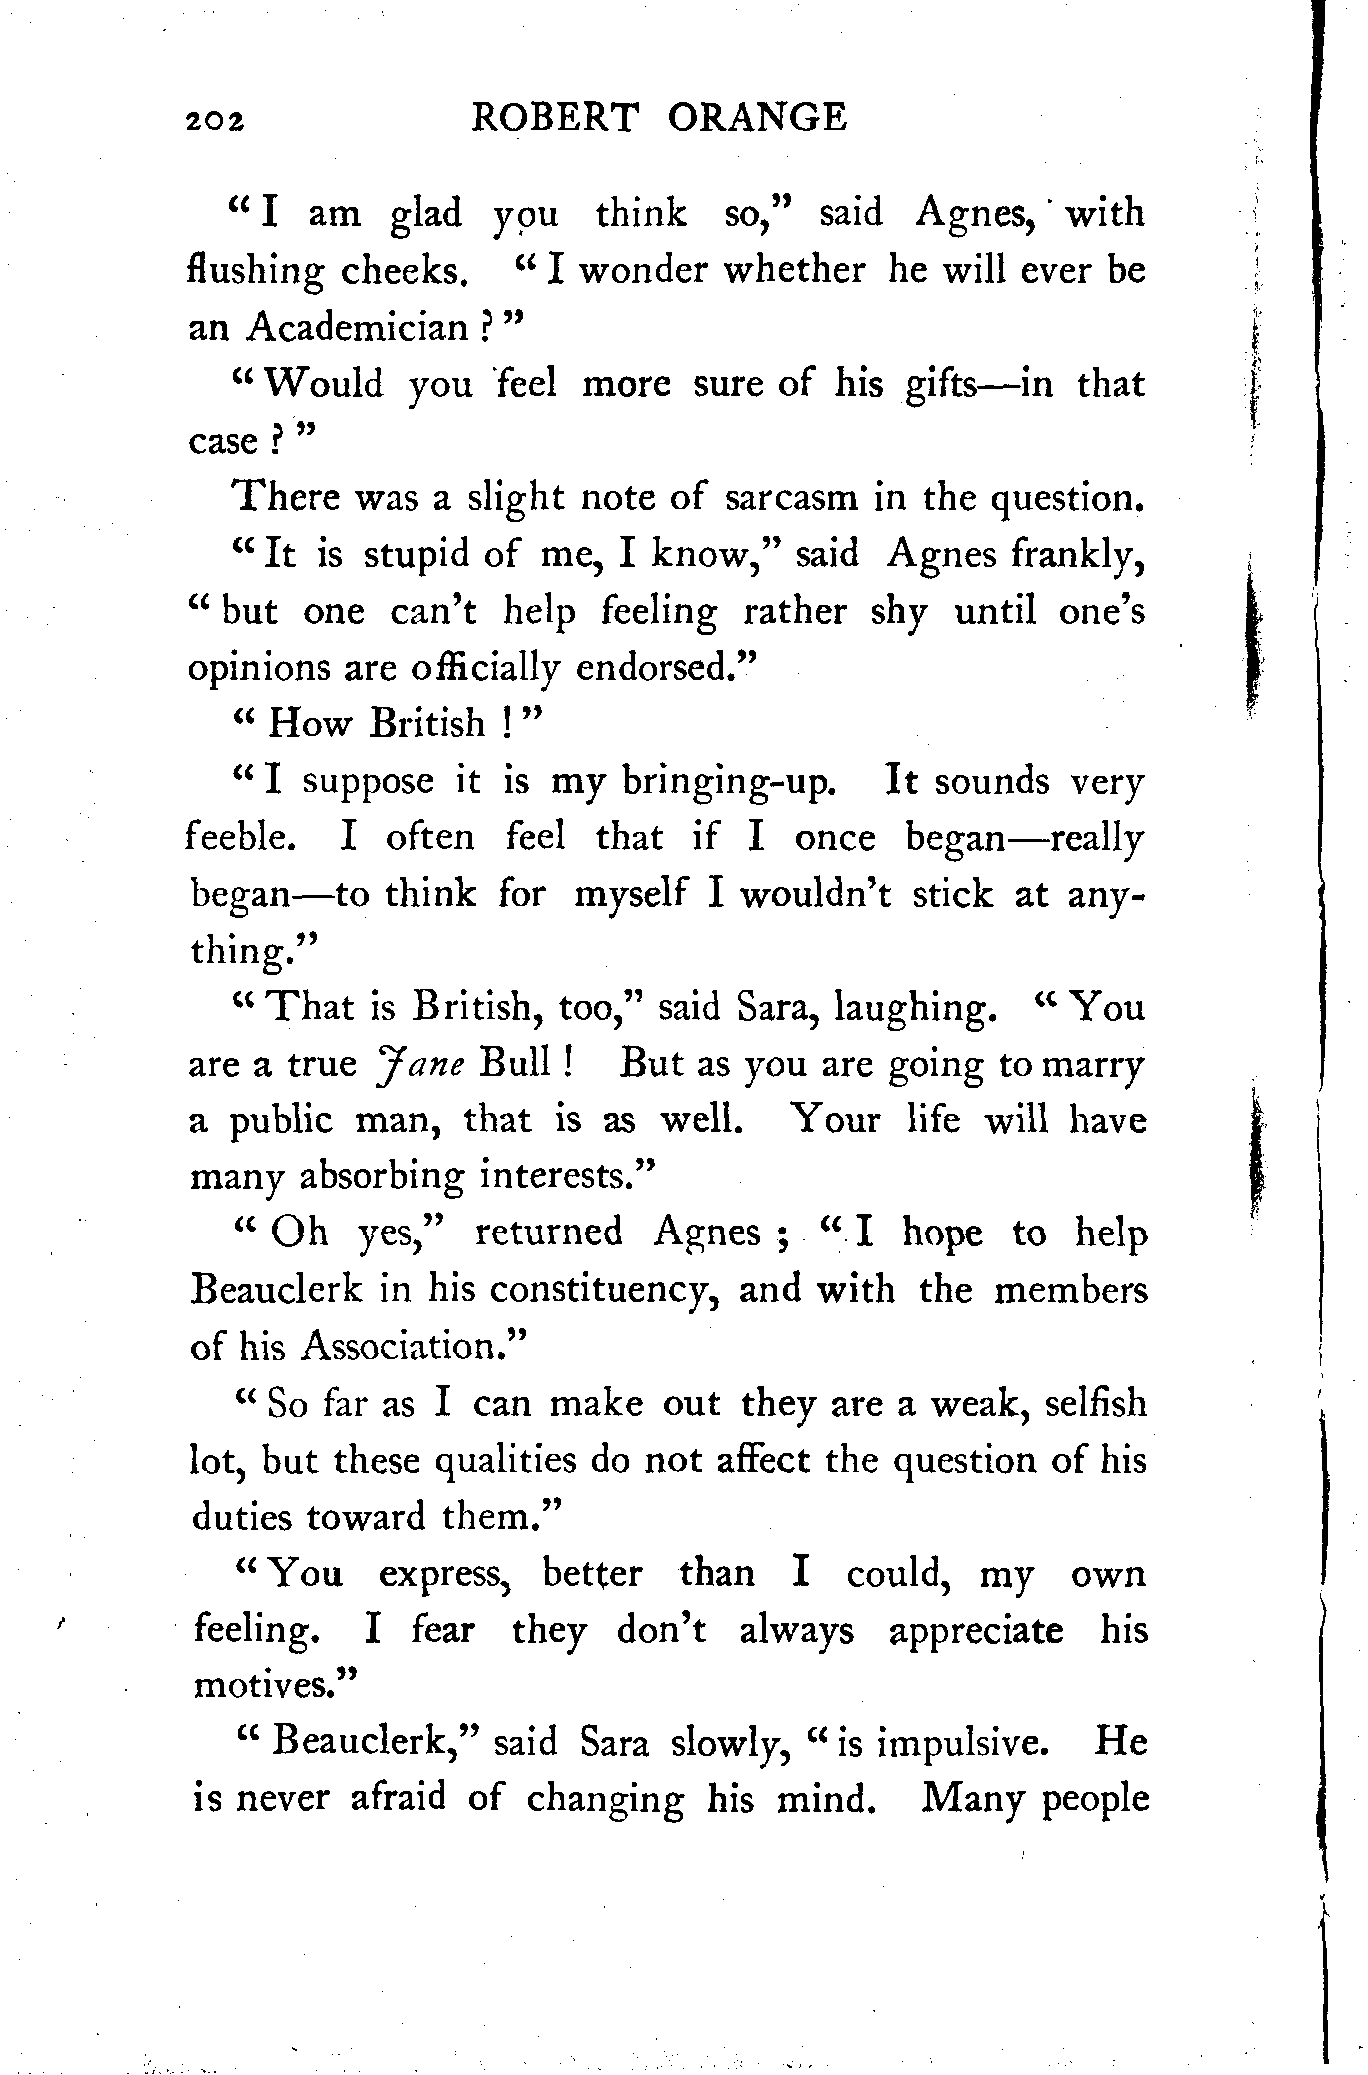 202 ROBERT ORANGE
“ I am glad you think so,” said Agnes, with
flushing cheeks. “ I wonder whether he will ever be
an Academician ? ”
“ Would you feel more sure of his gifts—in that
case ? ”
There was a slight note of sarcasm in the question.
“ It is stupid of me, I know,” said Agnes frankly,
“ but one can’t help feeling rather shy until one’s
opinions are officially endorsed.”
“ How British ! ”
“ I suppose it is my bringing-up. It sounds very
feeble. I often feel that if I once began—really
began—to think for myself I wouldn’t stick at any-
thing.”
“ That is British, too,” said Sara, laughing. “ You
are a true Jane Bull ! But as you are going to marry
a public man, that is as well. Your life will have
many absorbing interests.”
“ Oh yes,” returned Agnes ; “ I hope to help
Beauclerk in his constituency, and with the members
of his Association.”
“ So far as I can make out they are a weak, selfish
lot, but these qualities do not affect the question of his
duties toward them.”
“ You express, better than I could, my own
feeling. I fear they don’t always appreciate his
motives.”
“ Beauclerk,” said Sara slowly, “ is impulsive. He
is never afraid of changing his mind. Many people